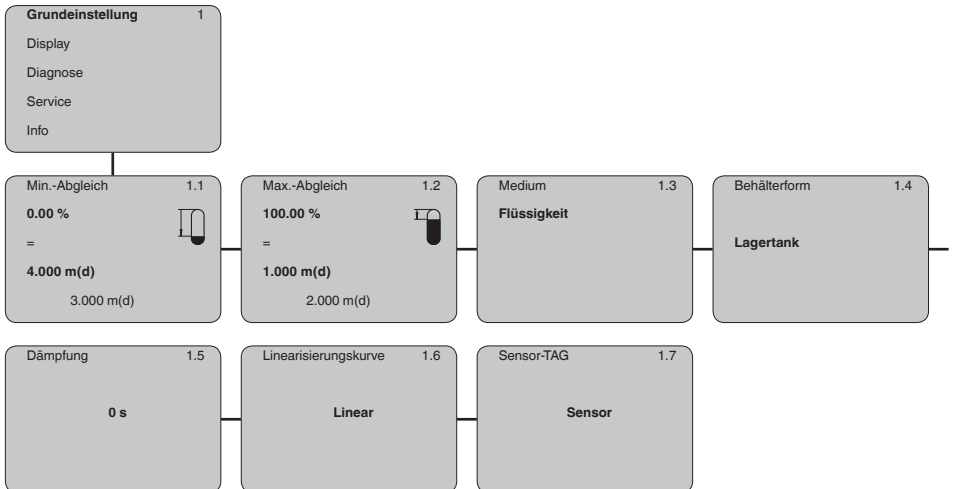 Grundeinstellung 1
Display
Diagnose
Service
Info
Min.-Abgleich 1.1
0.00 %
=
4.000 m(d)
3.000 m(d)
Max.-Abgleich 1.2
100.00 %
=
1.000 m(d)
2.000 m(d)
Medium 1.3
Flüssigkeit
Behälterform 1.4
Lagertank
Dämpfung 1.5
0 s
Linearisierungskurve 1.6
Linear
Sensor-TAG 1.7
Sensor